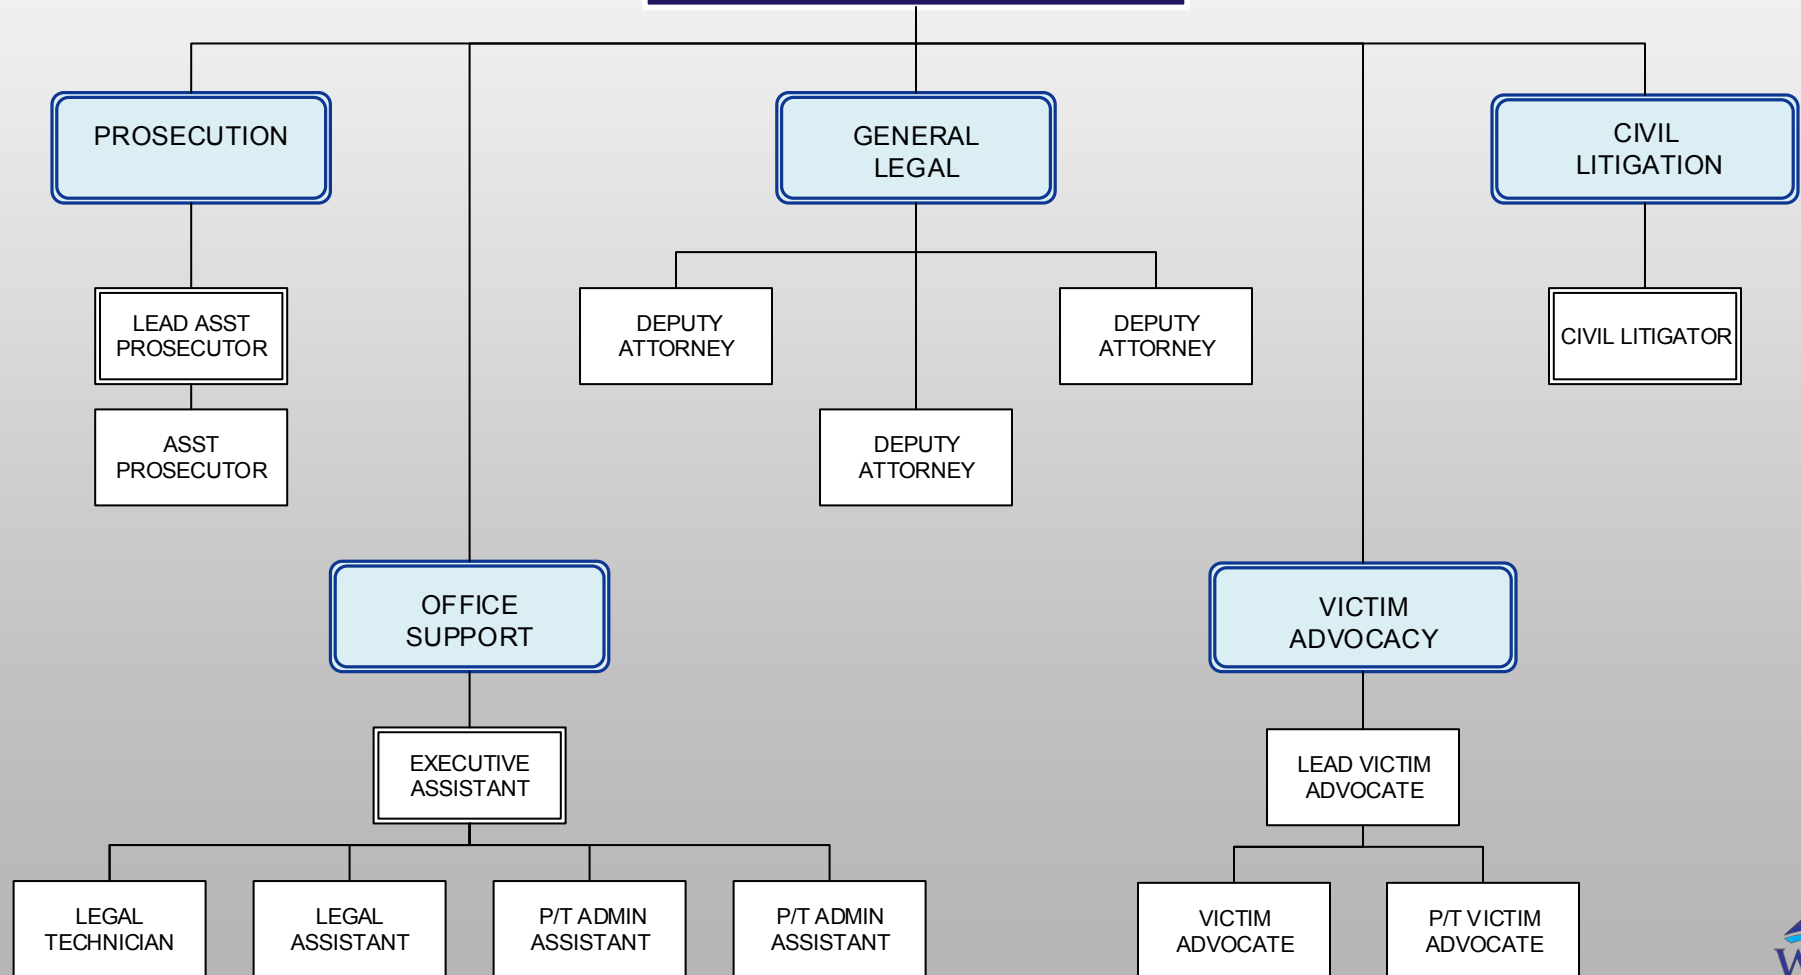 PROSECUTION
GENERAL
LEGAL
CIVIL
LITIGATION
LEAD ASST
PROSECUTOR
DEPUTY
ATTORNEY
DEPUTY
ATTORNEY
CIVIL LITIGATOR
ASST
PROSECUTOR
DEPUTY
ATTORNEY
OFFICE
SUPPORT
VICTIM
ADVOCACY
EXECUTIVE
ASSISTANT
LEAD VICTIM
ADVOCATE
LEGAL
TECHNICIAN
LEGAL
ASSISTANT
P/T ADMIN
ASSISTANT
P/T ADMIN
ASSISTANT
VICTIM
ADVOCATE
P/T VICTIM
ADVOCATE